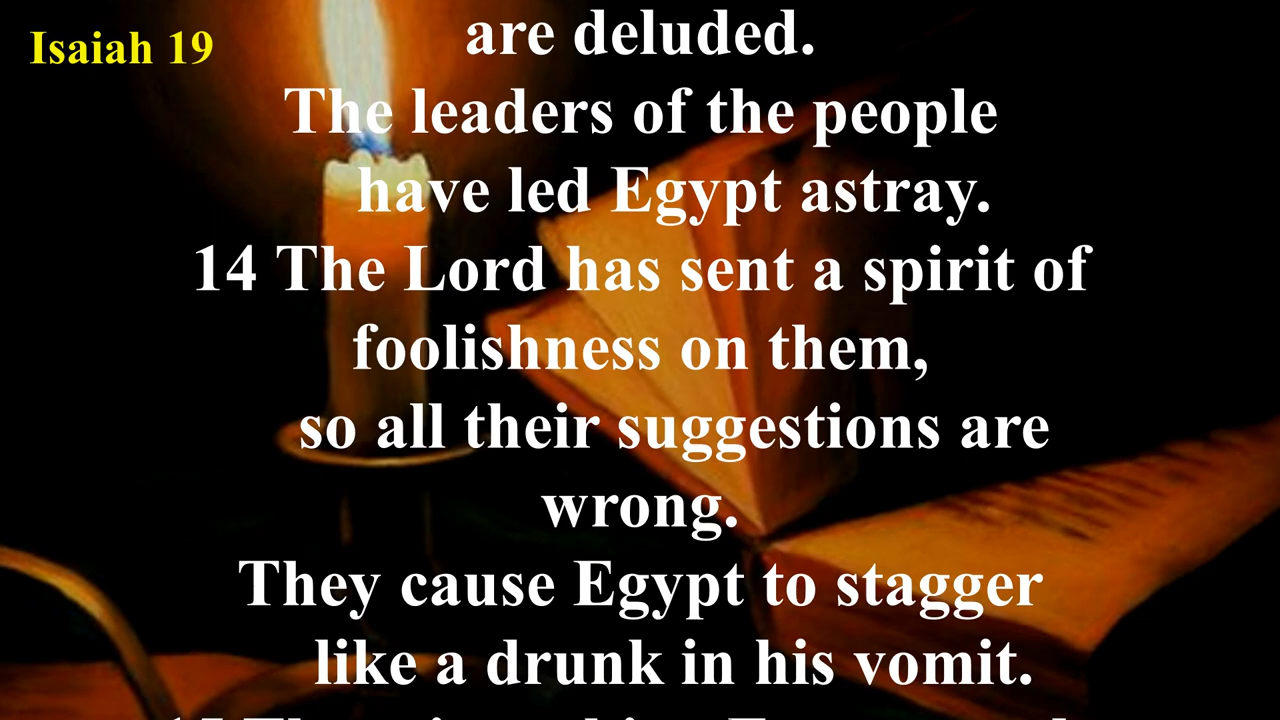 Isaiah 19
are deluded.
The leaders of the people
have led Egypt astray.
14 The Lord has sent a spirit of
foolishness on them,
so all their suggestions are
wrong.
They cause Egypt to stagger
like a drunk in his vomit.